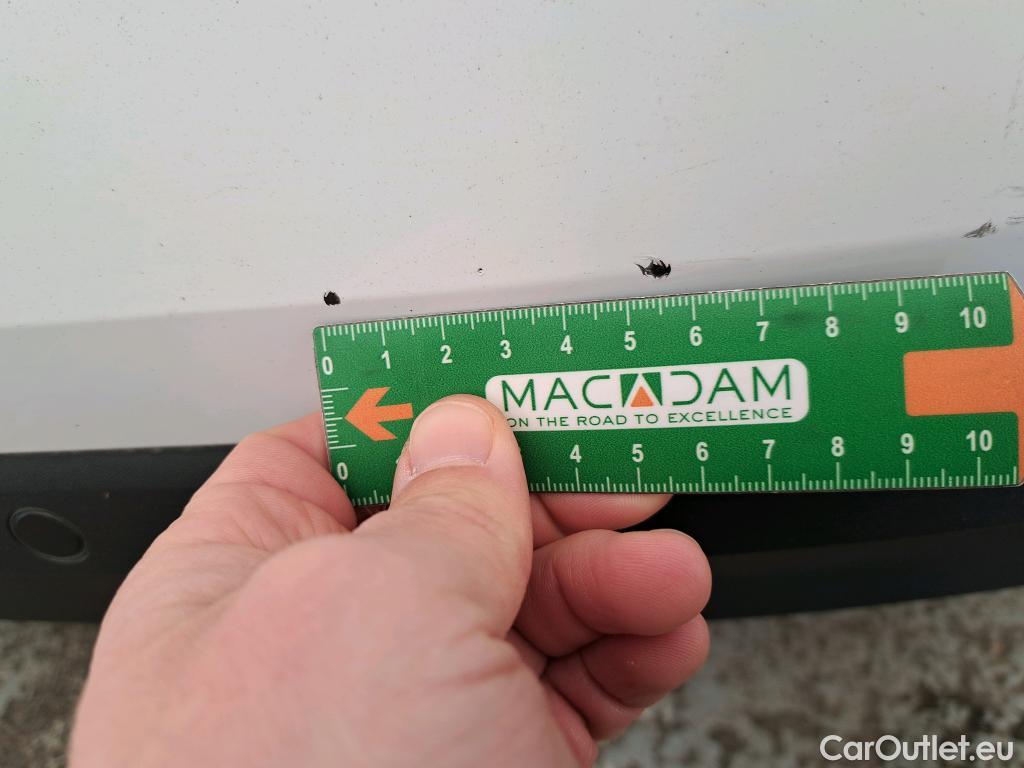 0 1 2 3 4 5 6 7 8 9 10
MACADAM
ON THE ROAD TO EXCELLENCE
0 4 5 6 7 8 9 10
CarOutlet.eu